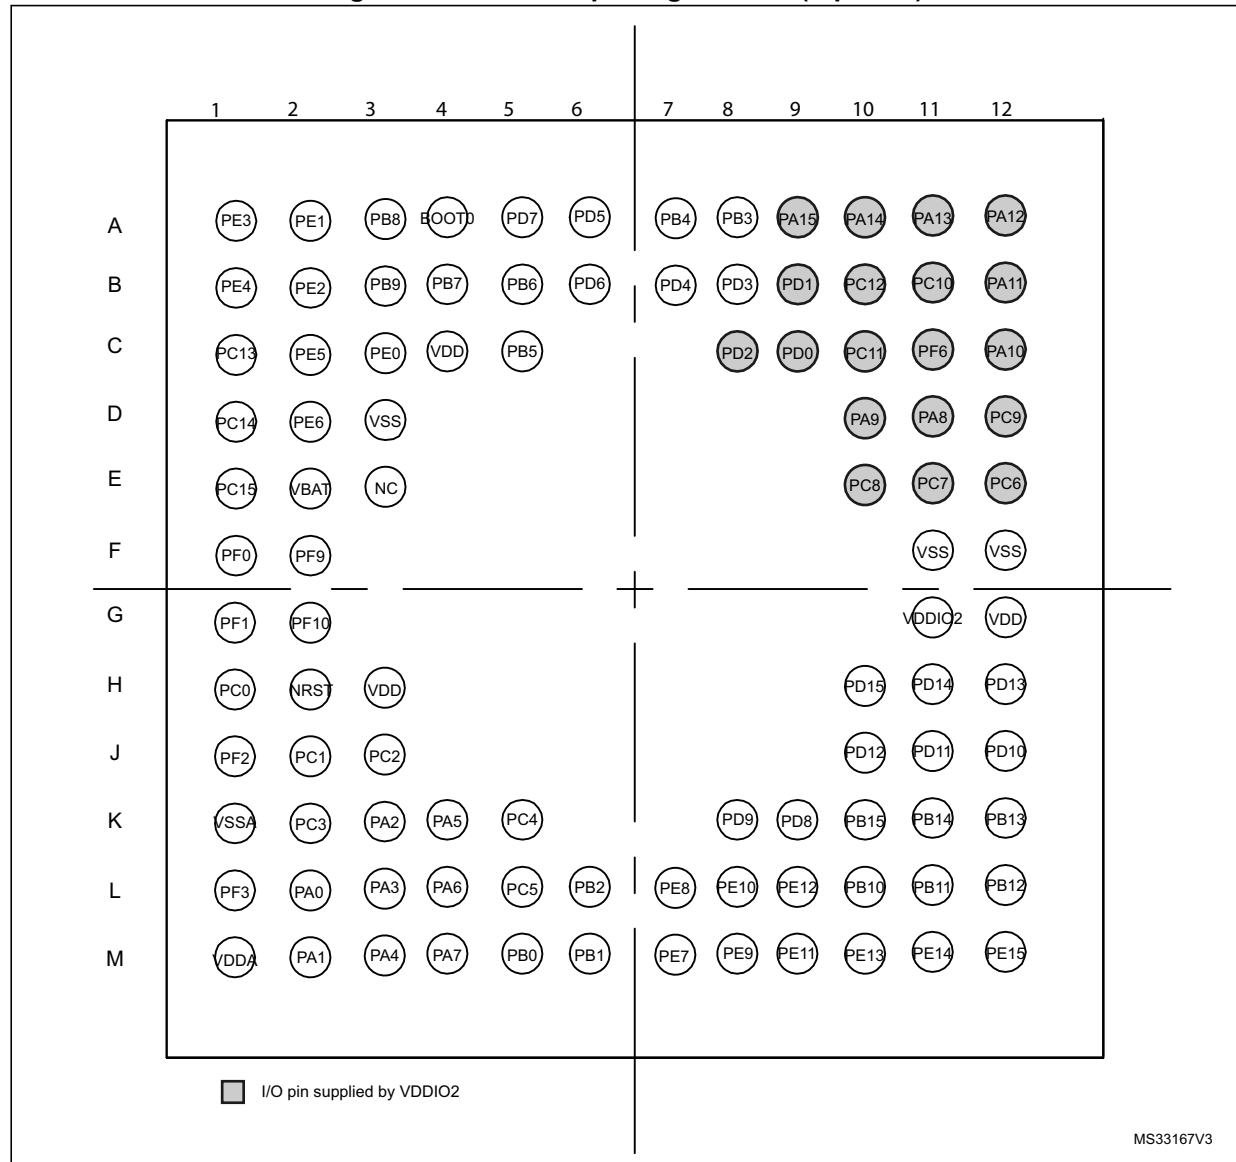 1 2 3 4 5 6 7 8 9 10 11 12
A PE3 PE1 PB8 BOOT0 PD7 PD5 PB4 PB3 PA15 PA14 PA13 PA12
B PE4 PE2 PB9 PB7 PB6 PD6 PD4 PD3 PD1 PC12 PC10 PA11
C PC13 PE5 PE0 VDD PB5 PD2 PD0 PC11 PF6 PA10
D PC14 PE6 VSS PA9 PA8 PC9
E PC15 VBAT NC PC8 PC7 PC6
F PF0 PF9 VSS VSS
G PF1 PF10 VDDIO2 VDD
H PC0 NRST VDD PD15 PD14 PD13
J PF2 PC1 PC2 PD12 PD11 PD10
K VSSA PC3 PA2 PA5 PC4 PD9 PD8 PB15 PB14 PB13
L PF3 PA0 PA3 PA6 PC5 PB2 PE8 PE10 PE12 PB10 PB11 PB12
M VDDA PA1 PA4 PA7 PB0 PB1 PE7 PE9 PE11 PE13 PE14 PE15
I/O pin supplied by VDDIO2
MS33167V3